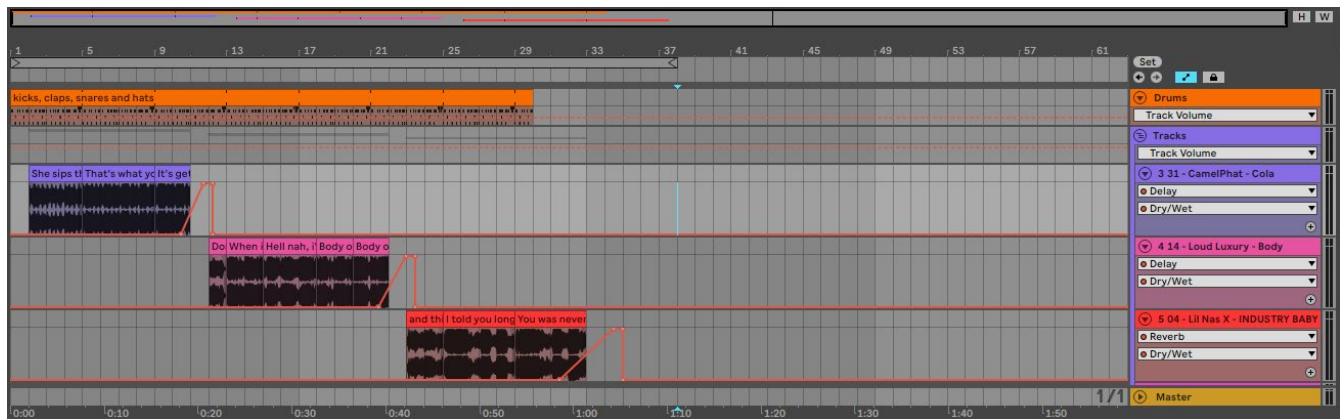 H W
1 5 9 13 17 21 25 29 33 37 41 45 49 53 57 61
Set
kicks, claps, snares and hats
Drums
Track Volume
Tracks
Track Volume
She sips th That's what yo It's get
3 31 - CamelPhat - Cola
Delay
Dry/Wet
Do When i Hell nah, i' Body o Body o
4 14 - Loud Luxury - Body
Delay
Dry/Wet
and thi I told you long You was never
5 04 - Lil Nas X - INDUSTRY BABY
Reverb
Dry/Wet
1/1 Master
0:00 0:10 0:20 0:30 0:40 0:50 1:00 1:10 1:20 1:30 1:40 1:50